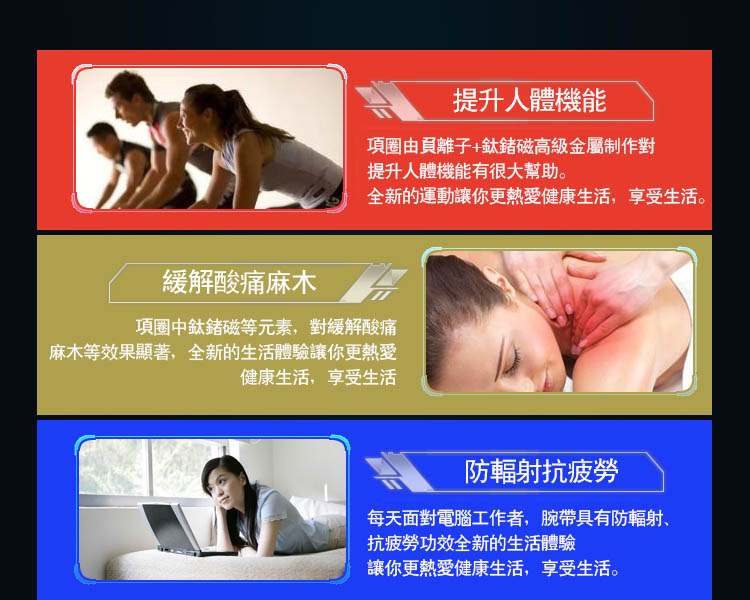 提升人體機能
項圈由負離子+鈦鍺磁高級金屬制作對
提升人體機能有很大幫助。
全新的運動讓你更熱愛健康生活，享受生活。
緩解酸痛麻木
項圈中鈦鍺磁等元素，對緩解酸痛
麻木等效果顯著，全新的生活體驗讓你更熱愛
健康生活，享受生活
防輻射抗疲勞
每天面對電腦工作者，腕帶具有防輻射、
抗疲勞功效全新的生活體驗
讓你更熱愛健康生活，享受生活。